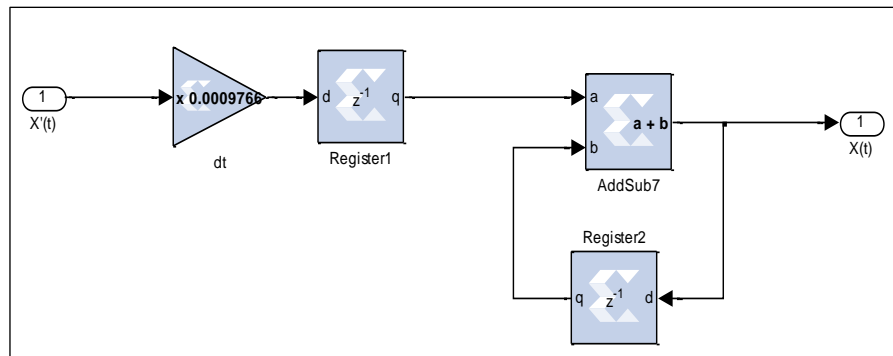 1
X'(t)
x 0.0009766
dt
d
z-1
q
Register1
a
b
a + b
AddSub7
1
X(t)
Register2
q
z-1
d